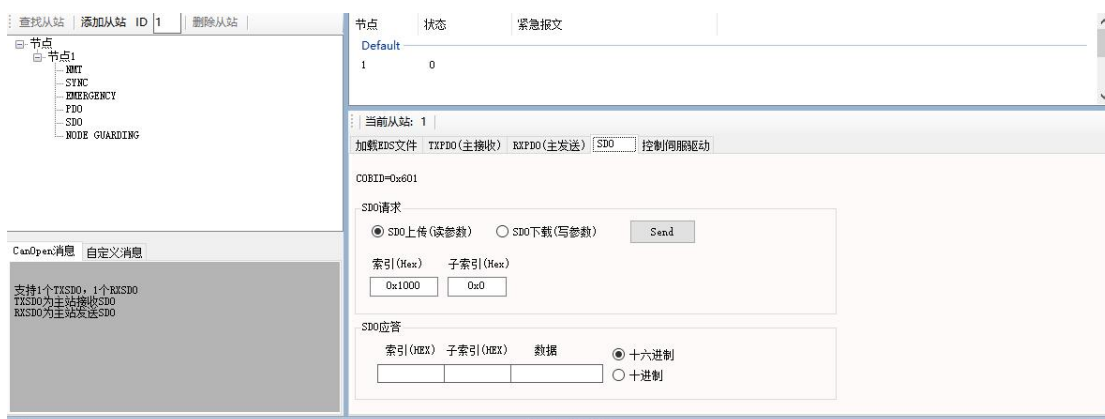 查找从站 添加从站 ID 1 删除从站
节点
节点1
NMT
SYNC
EMERGENCY
PDO
SDO
NODE GUARDING
CanOpen消息 自定义消息
支持1个TXSDO，1个RXSDO
TXSDO为主站接收SDO
RXSDO为主站发送SDO
节点 状态 紧急报文
Default
1 0
当前从站: 1
加载EDS文件 TXPDO(主接收) RXPDO(主发送) SDO 控制伺服驱动
COBID=0x601
SDO请求
SDO上传(读参数) SDO下载(写参数) Send
索引(Hex) 子索引(Hex)
0x1000 0x0
SDO应答
索引(HEX) 子索引(HEX) 数据 十六进制
十进制